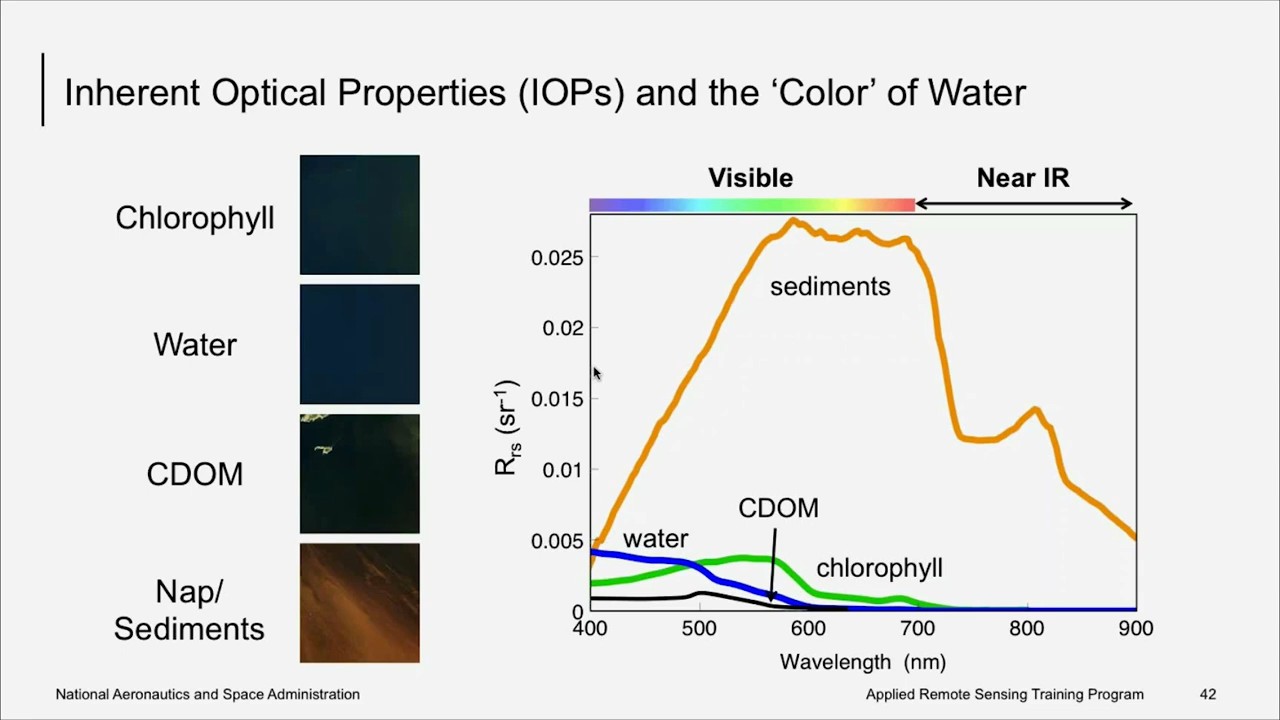 Inherent Optical Properties (IOPs) and the ‘Color’ of Water
Chlorophyll
Water
CDOM
Nap/
Sediments
Visible
Near IR
0.025
0.02
0.015
0.01
0.005
0
Rrs (sr-1)
sediments
CDOM
water
chlorophyll
400
500
600
700
800
900
Wavelength (nm)
National Aeronautics and Space Administration
Applied Remote Sensing Training Program
42